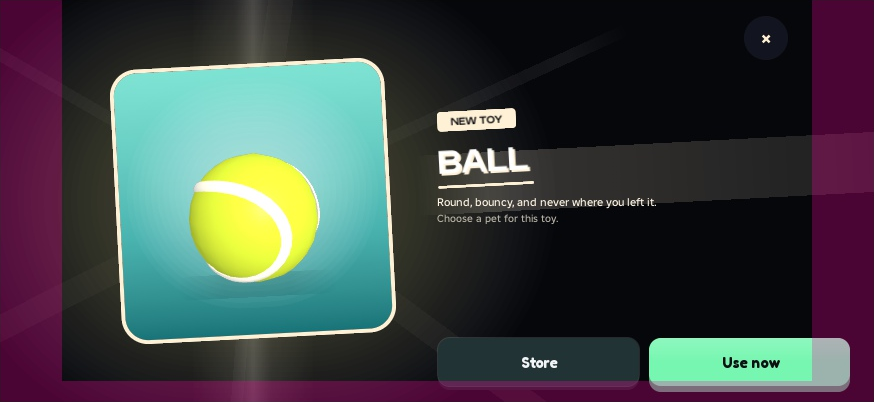 ×
NEW TOY
BALL
Round, bouncy, and never where you left it.
Choose a pet for this toy.
Store
Use now